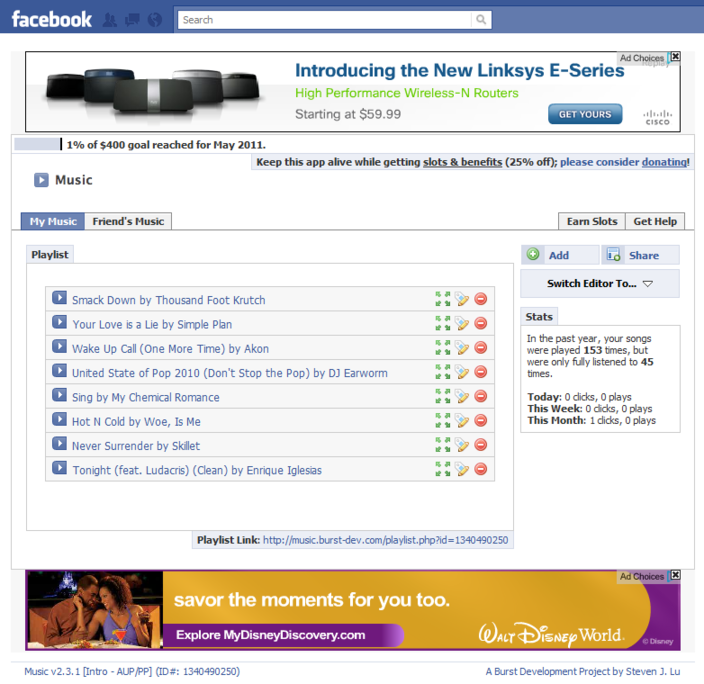 facebook
Search
Ad Choices
Introducing the New Linksys E-Series
High Performance Wireless-N Routers
Starting at $59.99
GET YOURS
CISCO
1% of $400 goal reached for May 2011.
Keep this app alive while getting slots & benefits (25% off); please consider donating!
Music
My Music
Friend's Music
Earn Slots
Get Help
Playlist
Add
Share
Switch Editor To...
Smack Down by Thousand Foot Krutch
Your Love is a Lie by Simple Plan
Wake Up Call (One More Time) by Akon
United State of Pop 2010 (Don't Stop the Pop) by DJ Earworm
Sing by My Chemical Romance
Hot N Cold by Woe, Is Me
Never Surrender by Skillet
Tonight (feat. Ludacris) (Clean) by Enrique Iglesias
Stats
In the past year, your songs
were played 153 times, but
were only fully listened to 45
times.
Today: 0 clicks, 0 plays
This Week: 0 clicks, 0 plays
This Month: 1 clicks, 0 plays
Playlist Link: http://music.burst-dev.com/playlist.php?id=1340490250
Ad Choices
savor the moments for you too.
Explore MyDisneyDiscovery.com
Walt Disney World.
© Disney
Music v2.3.1 [Intro - AUP/PP] (ID#: 1340490250)
A Burst Development Project by Steven J. Lu